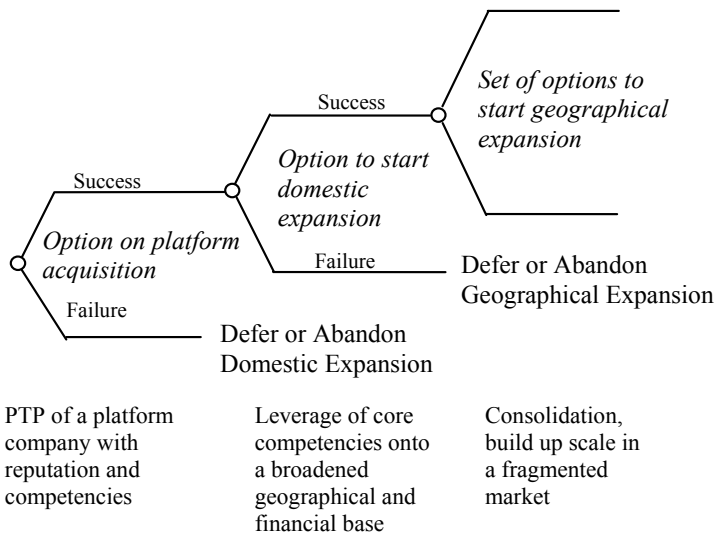 Set of options to
start geographical
expansion
Success
Option to start
domestic
expansion
Success
Option on platform
acquisition
Failure
Defer or Abandon
Geographical Expansion
Failure
Defer or Abandon
Domestic Expansion
PTP of a platform
company with
reputation and
competencies
Leverage of core
competencies onto
a broadened
geographical and
financial base
Consolidation,
build up scale in
a fragmented
market